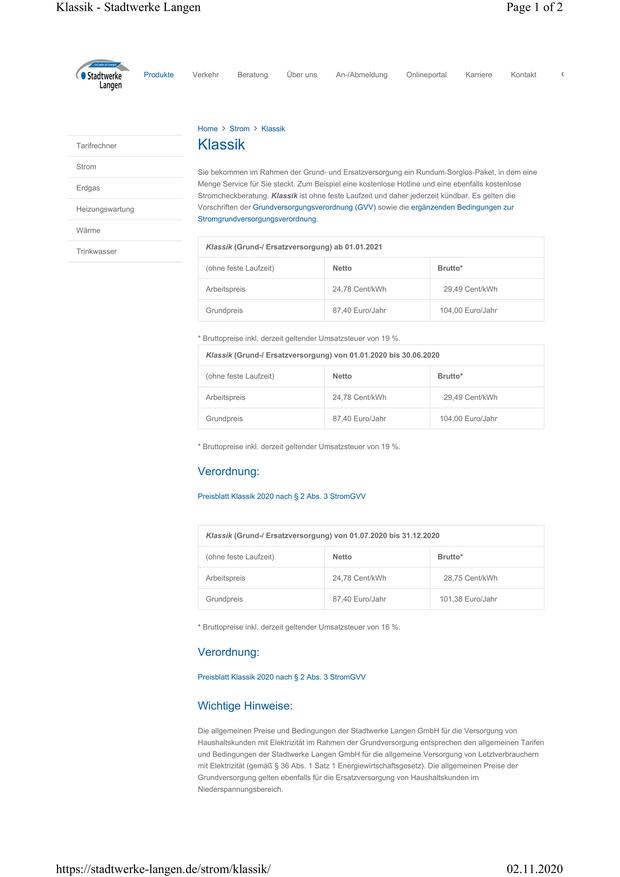 Klassik - Stadtwerke Langen Page 1 of 2
Stadtwerke
Langen
Produkte Verkehr Beratung Über uns An-/Abmeldung Onlineportal Karriere Kontakt
Home > Strom > Klassik
Klassik
Tarifrechner
Strom
Erdgas
Heizungswartung
Wärme
Trinkwasser
Sie bekommen im Rahmen der Grund- und Ersatzversorgung ein Rundum-Sorglos-Paket, in dem eine
Menge Service für Sie steckt. Zum Beispiel eine kostenlose Hotline und eine ebenfalls kostenlose
Stromcheckberatung. Klassik ist ohne feste Laufzeit und daher jederzeit kündbar. Es gelten die
Vorschriften der Grundversorgungsverordnung (GVV) sowie die ergänzenden Bedingungen zur
Stromgrundversorgungsverordnung.
Klassik (Grund-/ Ersatzversorgung) ab 01.01.2021
(ohne feste Laufzeit) Netto Brutto*
Arbeitspreis 24,78 Cent/kWh 29,49 Cent/kWh
Grundpreis 87,40 Euro/Jahr 104,00 Euro/Jahr
* Bruttopreise inkl. derzeit geltender Umsatzsteuer von 19 %.
Klassik (Grund-/ Ersatzversorgung) von 01.01.2020 bis 30.06.2020
(ohne feste Laufzeit) Netto Brutto*
Arbeitspreis 24,78 Cent/kWh 29,49 Cent/kWh
Grundpreis 87,40 Euro/Jahr 104,00 Euro/Jahr
* Bruttopreise inkl. derzeit geltender Umsatzsteuer von 19 %.
Verordnung:
Preisblatt Klassik 2020 nach § 2 Abs. 3 StromGVV
Klassik (Grund-/ Ersatzversorgung) von 01.07.2020 bis 31.12.2020
(ohne feste Laufzeit) Netto Brutto*
Arbeitspreis 24,78 Cent/kWh 28,75 Cent/kWh
Grundpreis 87,40 Euro/Jahr 101,38 Euro/Jahr
* Bruttopreise inkl. derzeit geltender Umsatzsteuer von 16 %.
Verordnung:
Preisblatt Klassik 2020 nach § 2 Abs. 3 StromGVV
Wichtige Hinweise:
Die allgemeinen Preise und Bedingungen der Stadtwerke Langen GmbH für die Versorgung von
Haushaltskunden mit Elektrizität im Rahmen der Grundversorgung entsprechen den allgemeinen Tarifen
und Bedingungen der Stadtwerke Langen GmbH für die allgemeine Versorgung von Letztverbrauchern
mit Elektrizität (gemäß § 36 Abs. 1 Satz 1 Energiewirtschaftsgesetz). Die allgemeinen Preise der
Grundversorgung gelten ebenfalls für die Ersatzversorgung von Haushaltskunden im
Niederspannungsbereich.
https://stadtwerke-langen.de/strom/klassik/ 02.11.2020